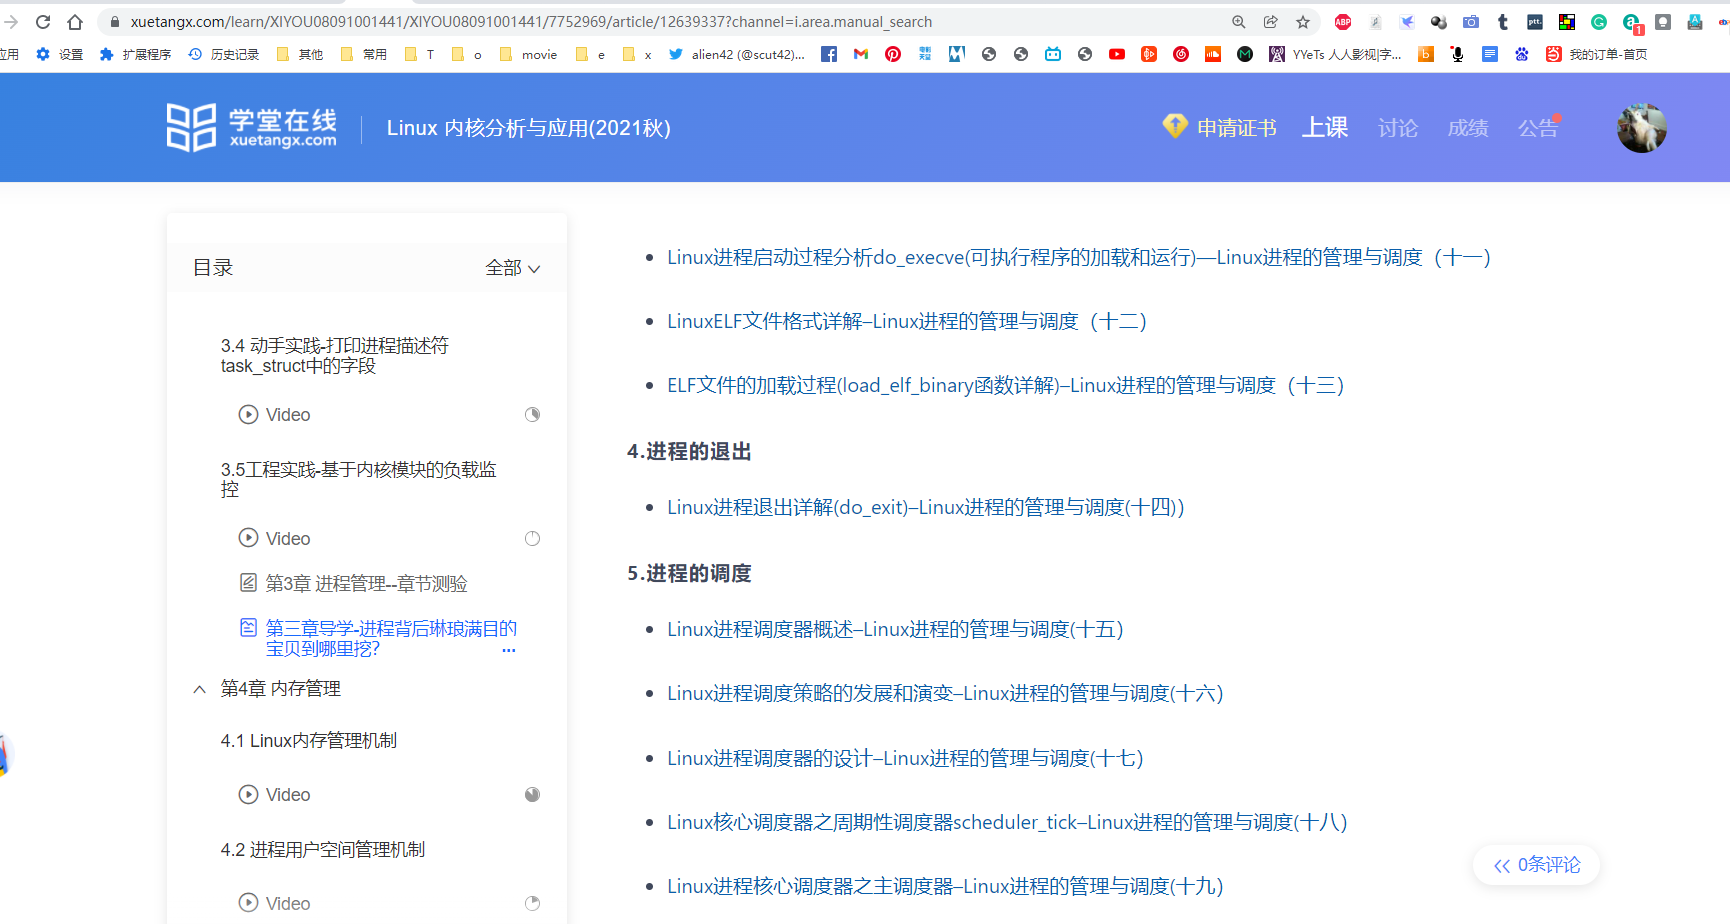 xuetangx.com/learn/XIYOU08091001441/XIYOU08091001441/7752969/article/12639337?channel=i.area.manual_search
应用 设置 扩展程序 历史记录 其他 常用 T o movie e x alien42 (@scut42)... YYeTs 人人影视|字... 我的订单-首页
学堂在线
xuetangx.com
Linux 内核分析与应用(2021秋)
申请证书 上课 讨论 成绩 公告
目录 全部
3.4 动手实践-打印进程描述符
task_struct中的字段
Video
3.5工程实践-基于内核模块的负载监
控
Video
第3章 进程管理--章节测验
第三章导学-进程背后琳琅满目的
宝贝到哪里挖? ...
第4章 内存管理
4.1 Linux内存管理机制
Video
4.2 进程用户空间管理机制
Video
Linux进程启动过程分析do_execve(可执行程序的加载和运行)—Linux进程的管理与调度（十一）
LinuxELF文件格式详解–Linux进程的管理与调度（十二）
ELF文件的加载过程(load_elf_binary函数详解)–Linux进程的管理与调度（十三）
4.进程的退出
Linux进程退出详解(do_exit)–Linux进程的管理与调度(十四))
5.进程的调度
Linux进程调度器概述–Linux进程的管理与调度(十五)
Linux进程调度策略的发展和演变–Linux进程的管理与调度(十六)
Linux进程调度器的设计–Linux进程的管理与调度(十七)
Linux核心调度器之周期性调度器scheduler_tick–Linux进程的管理与调度(十八)
Linux进程核心调度器之主调度器–Linux进程的管理与调度(十九)
0条评论